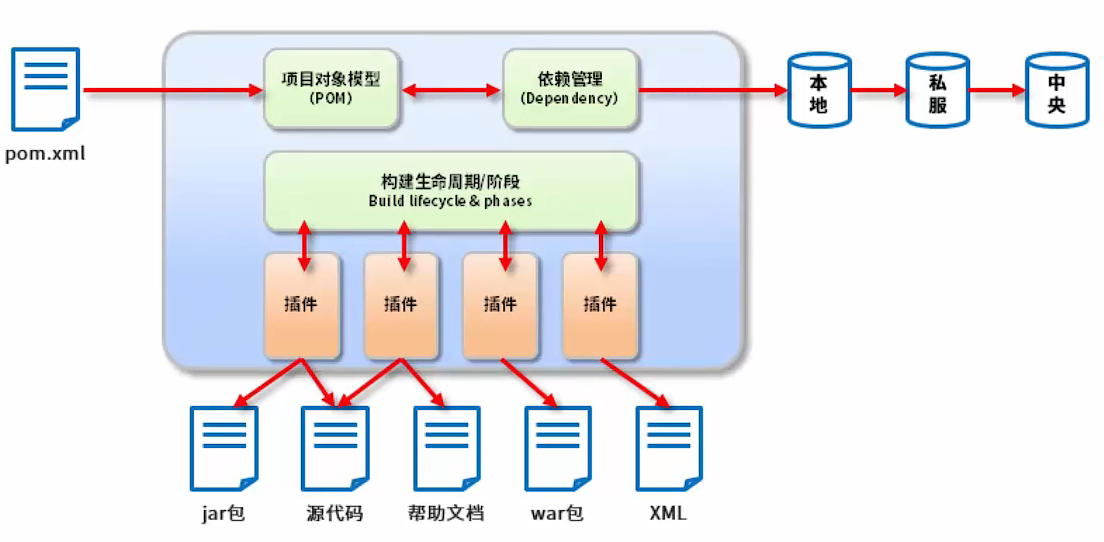 项目对象模型
(POM)
依赖管理
(Dependency)
本地
私服
中央
pom.xml
构建生命周期/阶段
Build lifecycle & phases
插件
插件
插件
插件
jar包
源代码
帮助文档
war包
XML